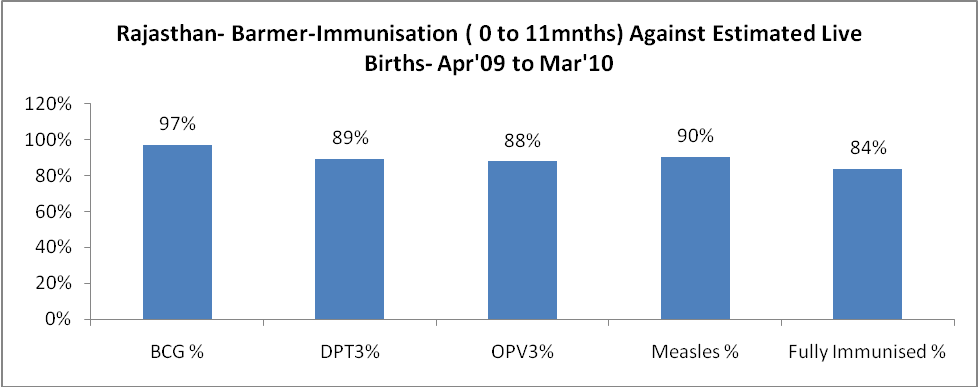 Rajasthan- Barmer-Immunisation ( 0 to 11mnths) Against Estimated Live
Births- Apr'09 to Mar'10
120%
100%
80%
60%
40%
20%
0%
97%
89%
88%
90%
84%
BCG %
DPT3%
OPV3%
Measles %
Fully Immunised %